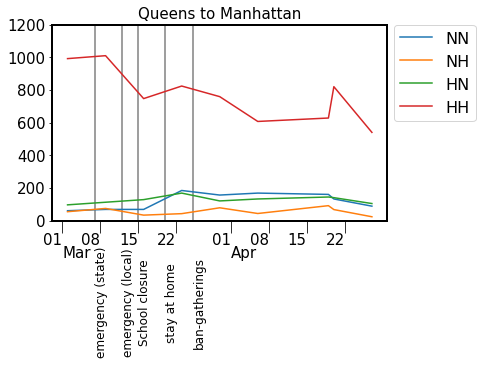 Queens to Manhattan
1200
1000
800
600
400
200
0
01 08 15 22 01 08 15 22
Mar Apr
emergency (state)
emergency (local)
School closure
stay at home
ban-gatherings
NN
NH
HN
HH